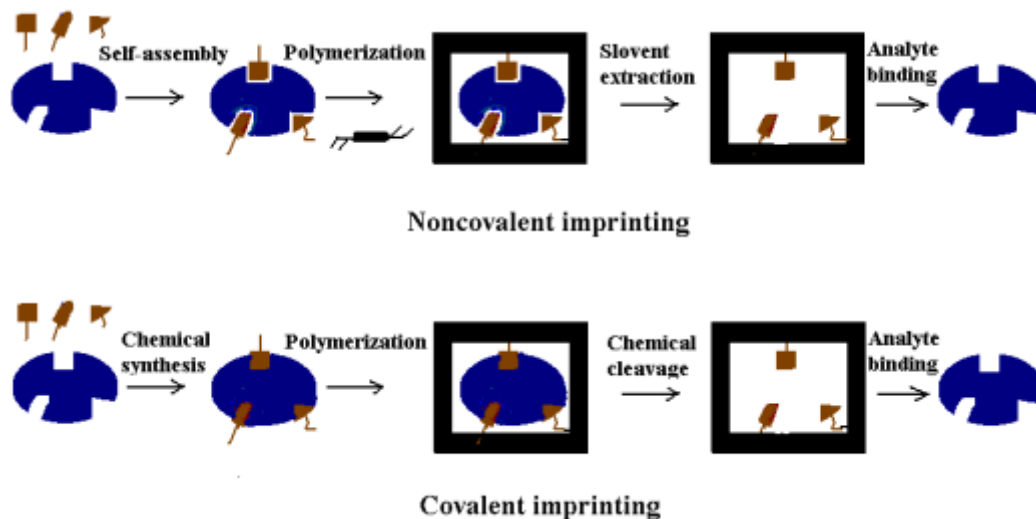 Self-assembly
Polymerization
Slovent
extraction
Analyte
binding
Noncovalent imprinting
Chemical
synthesis
Polymerization
Chemical
cleavage
Analyte
binding
Covalent imprinting